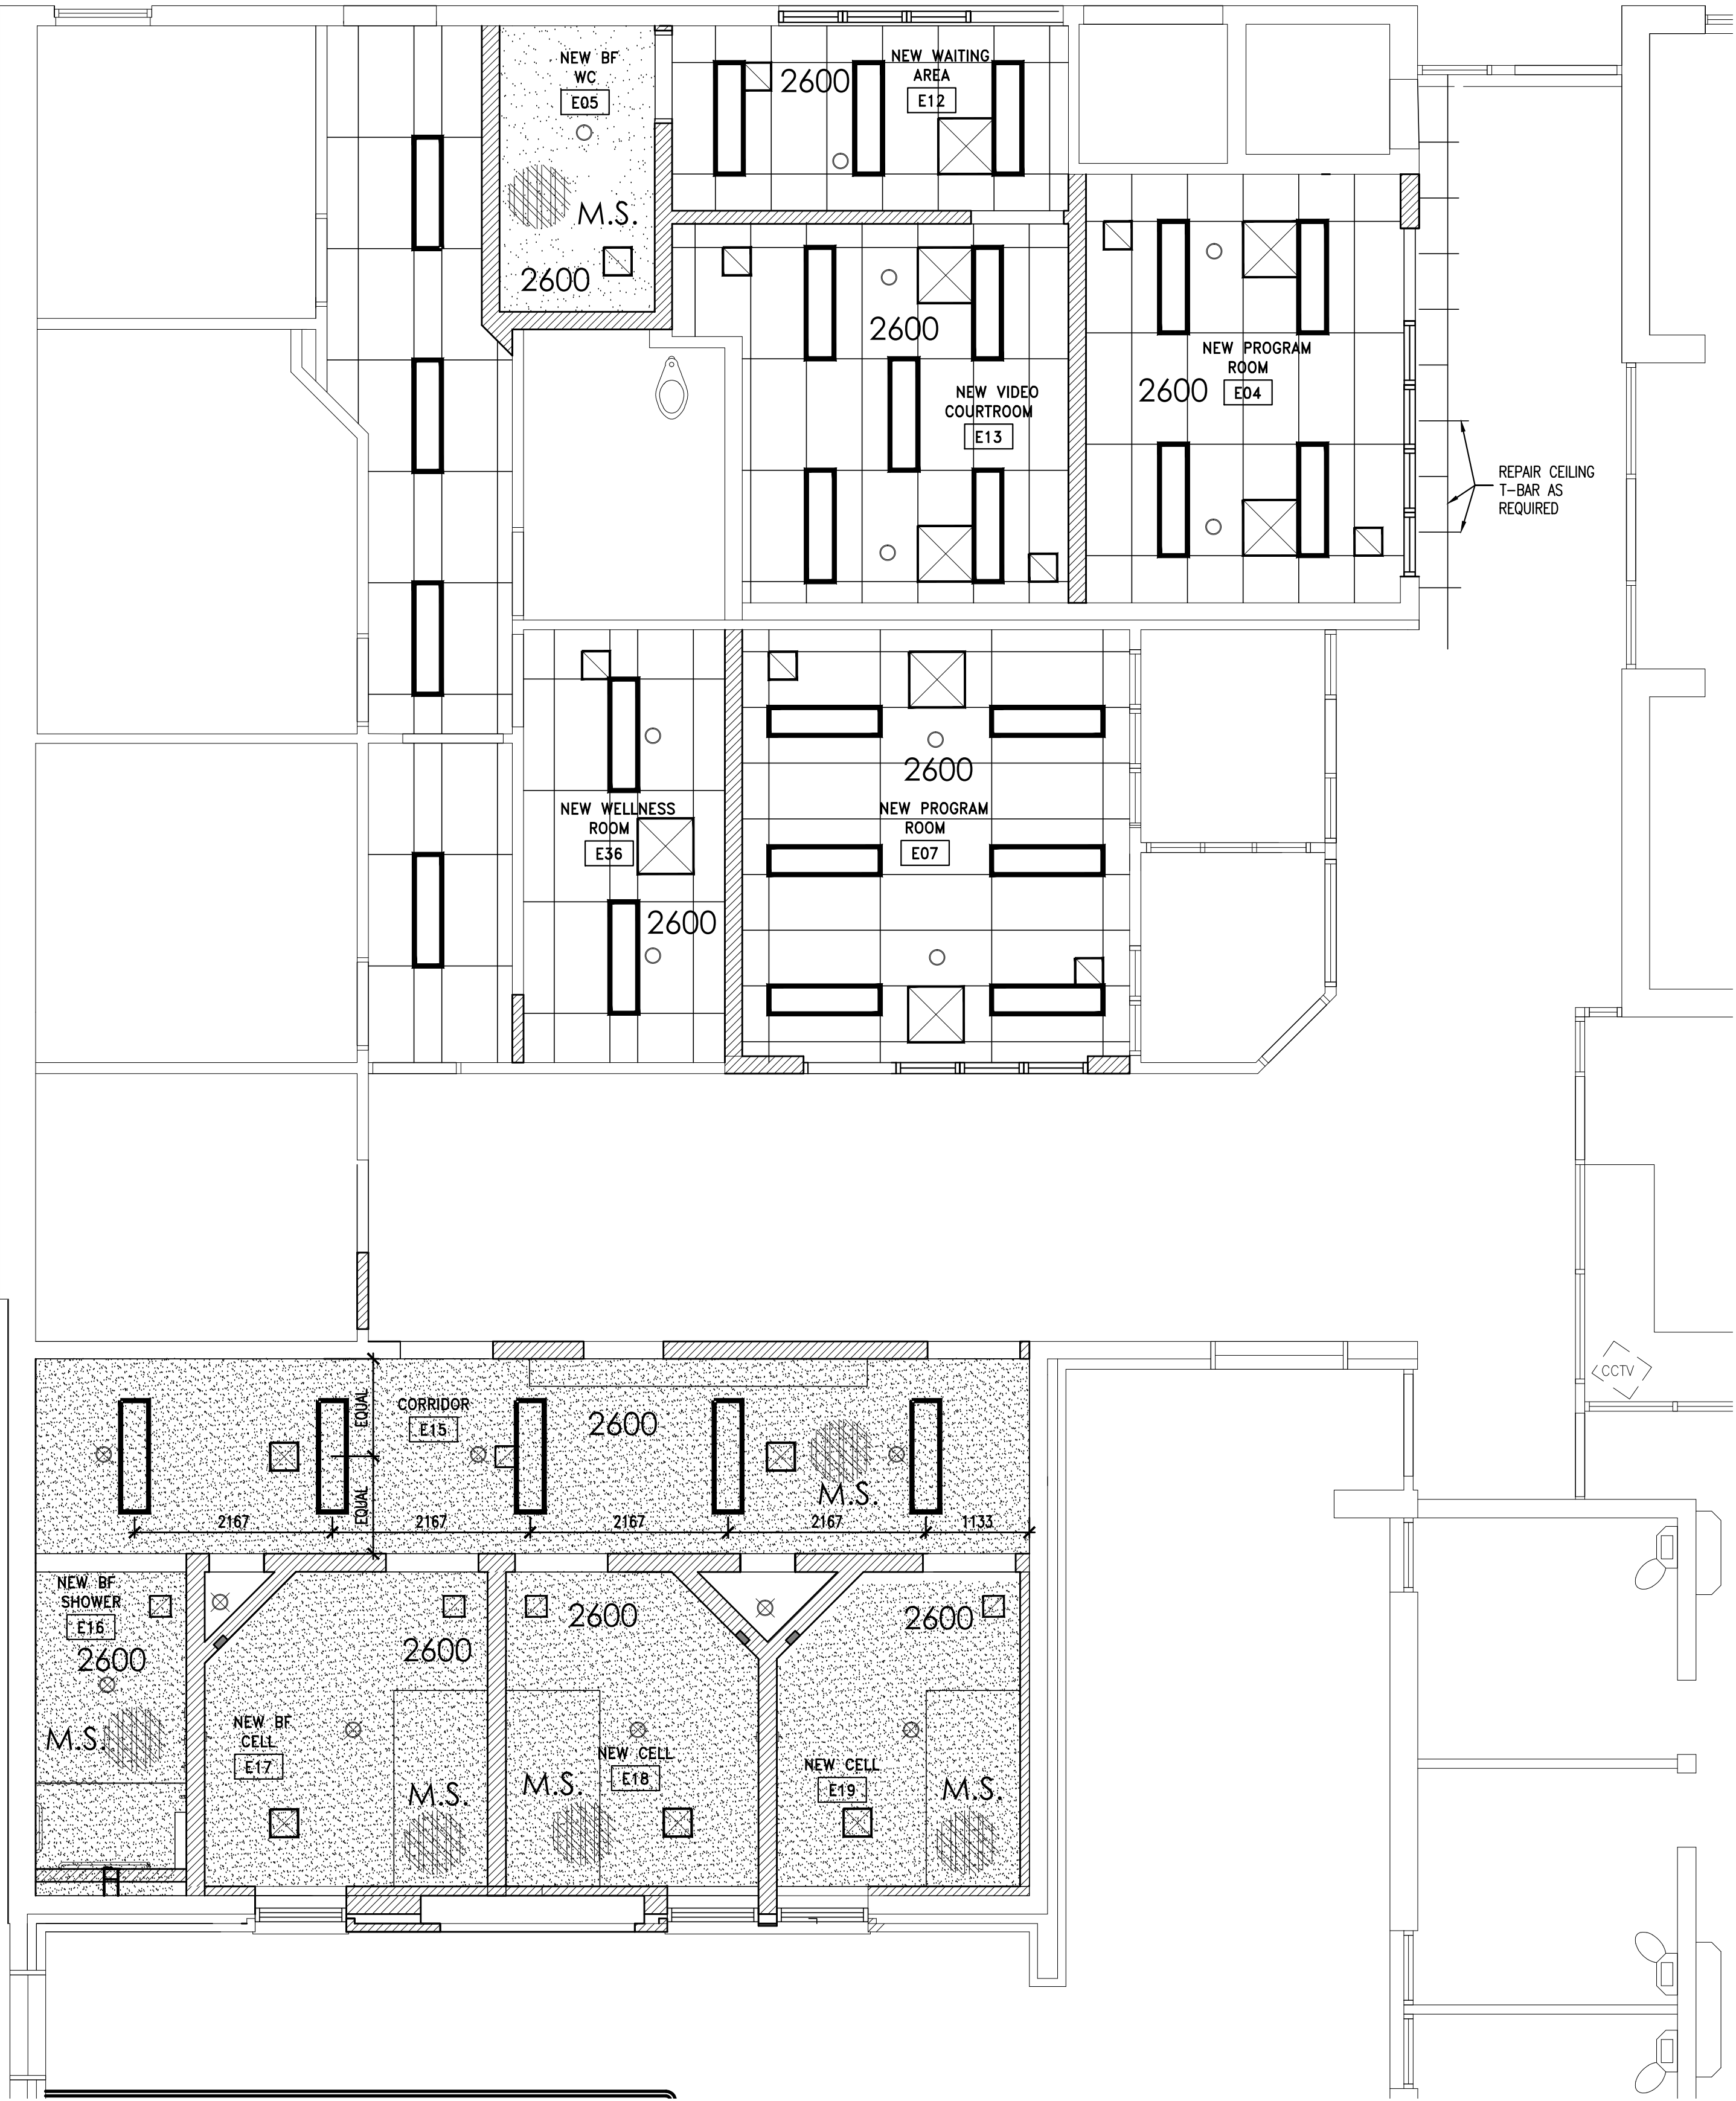 NEW BF
WC
E05
M.S.
2600
2600
NEW WAITING
AREA
E12
2600
NEW VIDEO
COURTROOM
E13
NEW PROGRAM
ROOM
2600
E04
REPAIR CEILING
T-BAR AS
REQUIRED
NEW WELLNESS
ROOM
E36
2600
2600
NEW PROGRAM
ROOM
E07
CCTV
CORRIDOR
E15
2600
M.S.
EQUAL
EQUAL
2167
2167
2167
2167
1133
NEW BF
SHOWER
E16
2600
M.S.
2600
NEW BF
CELL
E17
M.S.
2600
NEW CELL
E18
M.S.
2600
NEW CELL
E19
M.S.